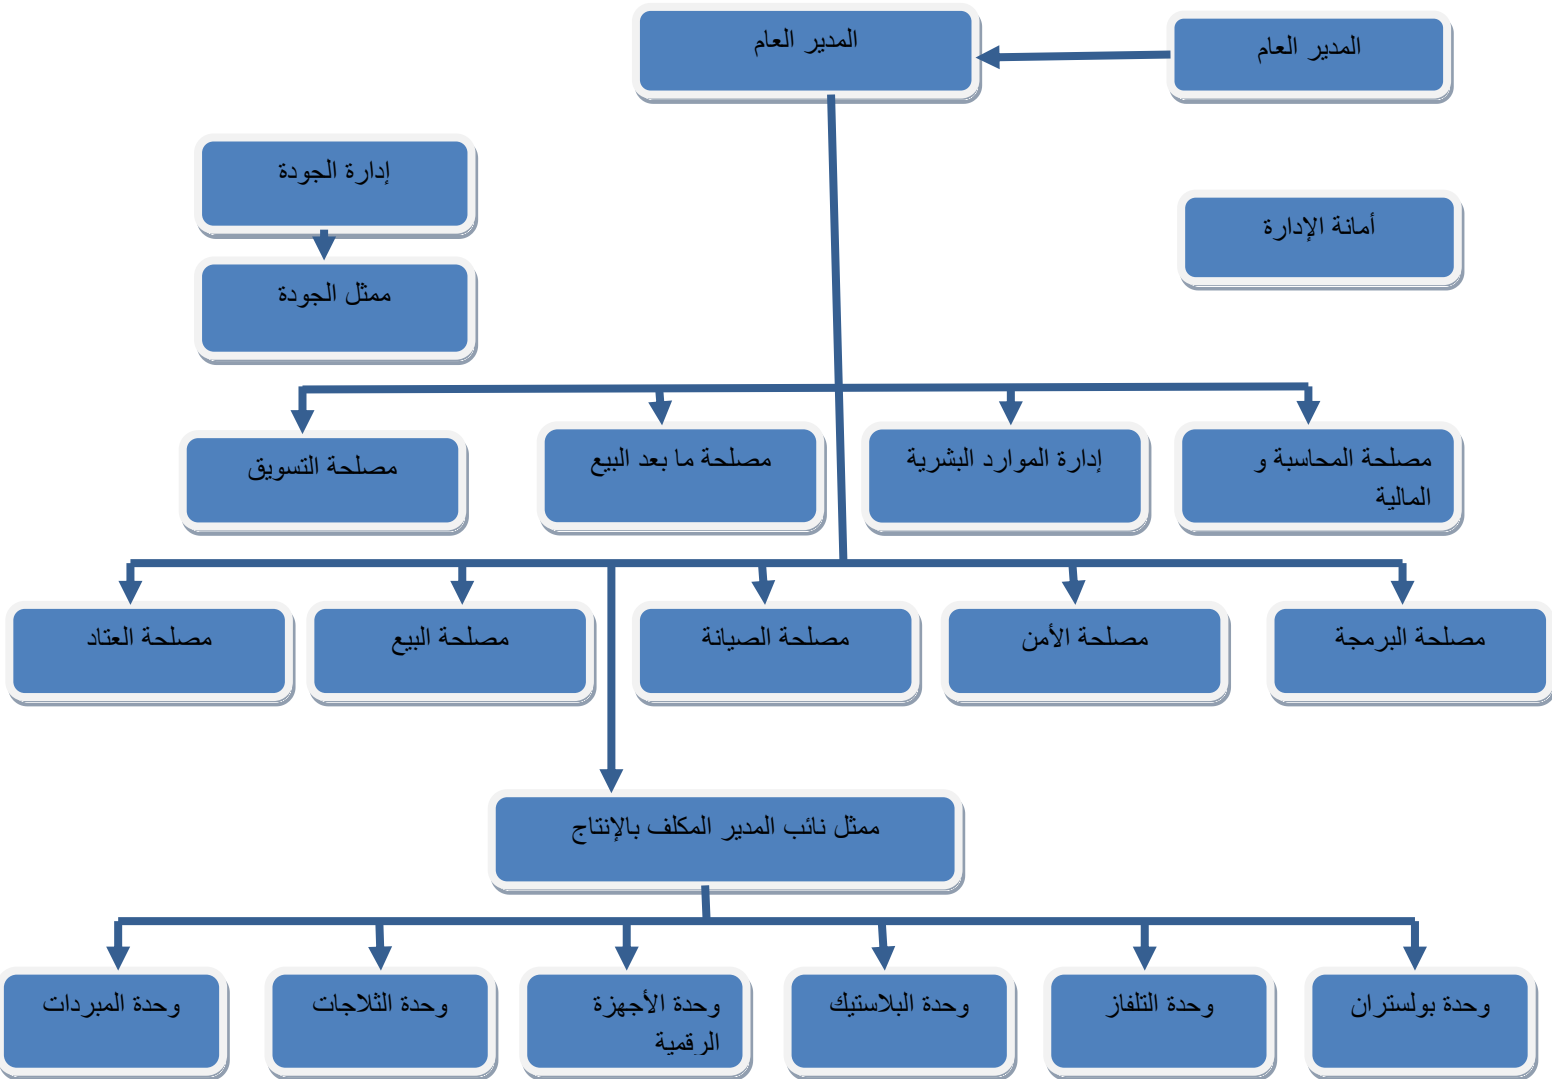 المدير العام
المدير العام
إدارة الجودة
أمانة الإدارة
ممثل الجودة
مصلحة المحاسبة و
المالية
إدارة الموارد البشرية
مصلحة ما بعد البيع
مصلحة التسويق
مصلحة البرمجة
مصلحة الأمن
مصلحة الصيانة
مصلحة البيع
مصلحة العتاد
ممثل نائب المدير المكلف بالإنتاج
وحدة بولستران
وحدة التلفاز
وحدة البلاستيك
وحدة الأجهزة
الرقمية
وحدة الثلاجات
وحدة المبردات